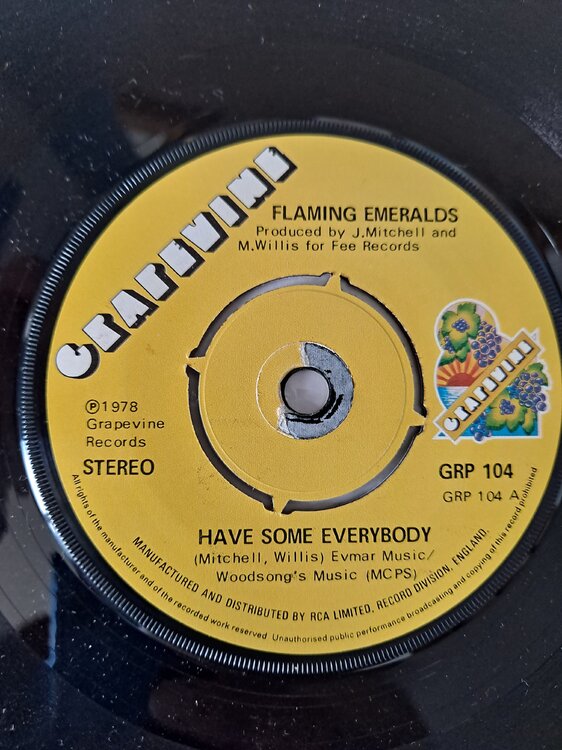 GRAPEVINE
FLAMING EMERALDS
Produced by J.Mitchell and
M.Willis for Fee Records
GRAPEVINE
℗1978
Grapevine
Records
STEREO
GRP 104
GRP 104 A
HAVE SOME EVERYBODY
(Mitchell, Willis) Evmar Music/
Woodsong's Music (MCPS)
MANUFACTURED AND DISTRIBUTED BY RCA LIMITED, RECORD DIVISION, ENGLAND.
All rights of the manufacturer and of the recorded work reserved Unauthorised public performance broadcasting and copying of this record prohibited